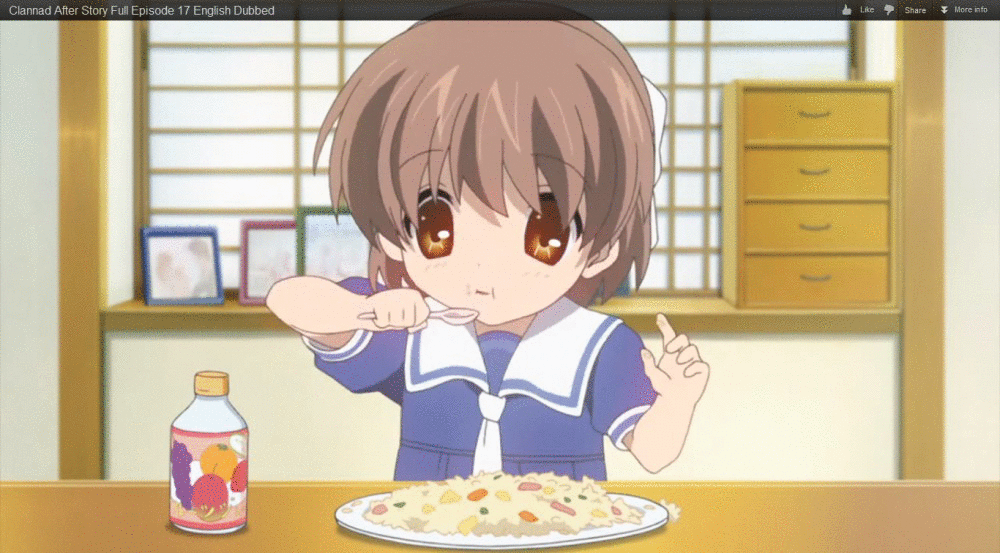 Clannad After Story Full Episode 17 English Dubbed
Like
Share
More info